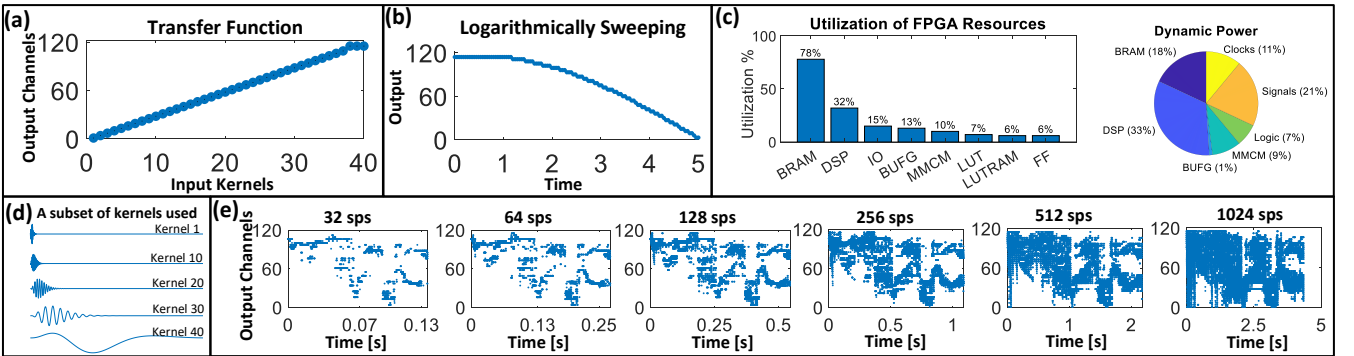 (a)
Transfer Function
Output Channels
120
60
0
0
10
20
30
40
Input Kernels
(b)
Logarithmically Sweeping
Output
120
60
0
0
1
2
3
4
5
Time
(c)
Utilization of FPGA Resources
Utilization %
100
50
0
78%
32%
15%
13%
10%
7%
6%
6%
BRAM
DSP
IO
BUFG
MMCM
LUT
LUTRAM
FF
Dynamic Power
BRAM (18%)
Clocks (11%)
Signals (21%)
DSP (33%)
Logic (7%)
MMCM (9%)
BUFG (1%)
(d)
A subset of kernels used
Kernel 1
Kernel 10
Kernel 20
Kernel 30
Kernel 40
(e)
Output Channels
32 sps
120
60
0
0
0.07
0.13
Time [s]
64 sps
120
60
0
0
0.13
0.25
Time [s]
128 sps
120
60
0
0
0.25
0.5
Time [s]
256 sps
120
60
0
0
0.5
1
Time [s]
512 sps
120
60
0
0
1
2
Time [s]
1024 sps
120
60
0
0
2.5
5
Time [s]